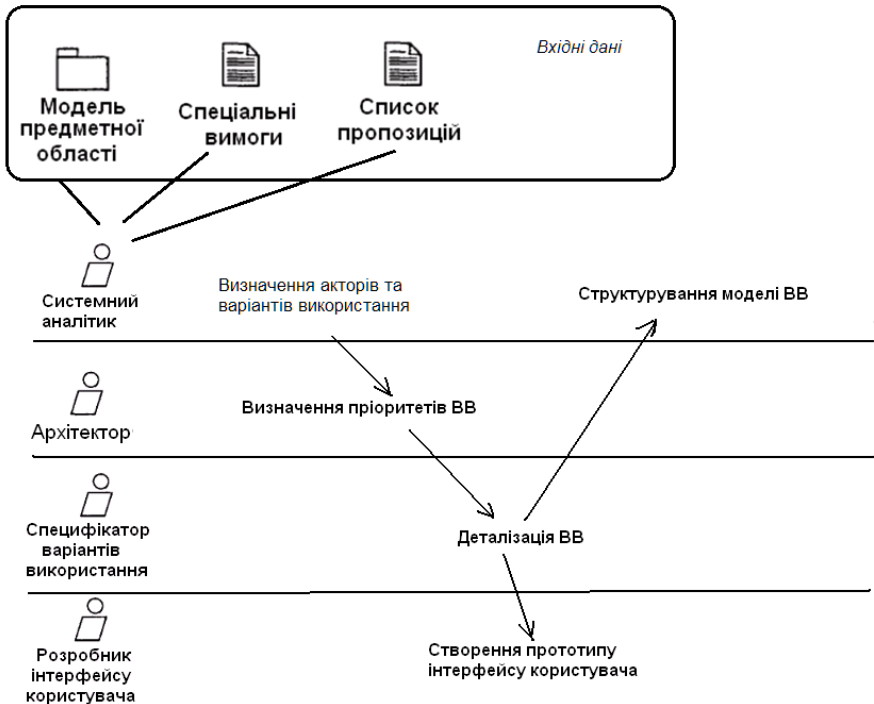 Вхідні дані
Модель
предметної
області
Спеціальні
вимоги
Список
пропозицій
Системний
аналітик
Визначення акторів та
варіантів використання
Структурування моделі ВВ
Архітектор
Визначення пріоритетів ВВ
Специфікатор
варіантів
використання
Деталізація ВВ
Розробник
інтерфейсу
користувача
Створення прототипу
інтерфейсу користувача